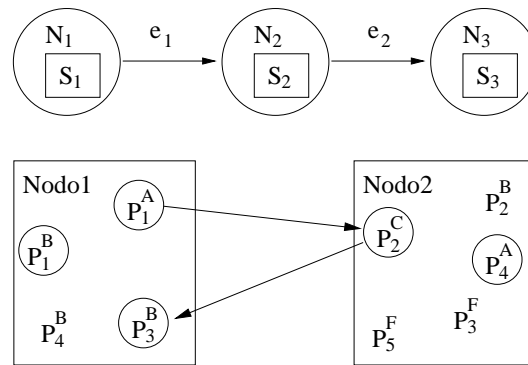 N₁ e₁ N₂ e₂ N₃
S₁ S₂ S₃
Nodo1 P₁ᴬ
P₁ᴮ
P₄ᴮ P₃ᴮ
Nodo2 P₂ᴮ
P₂ꟲ P₄ᴬ
P₅ꟳ P₃ꟳ